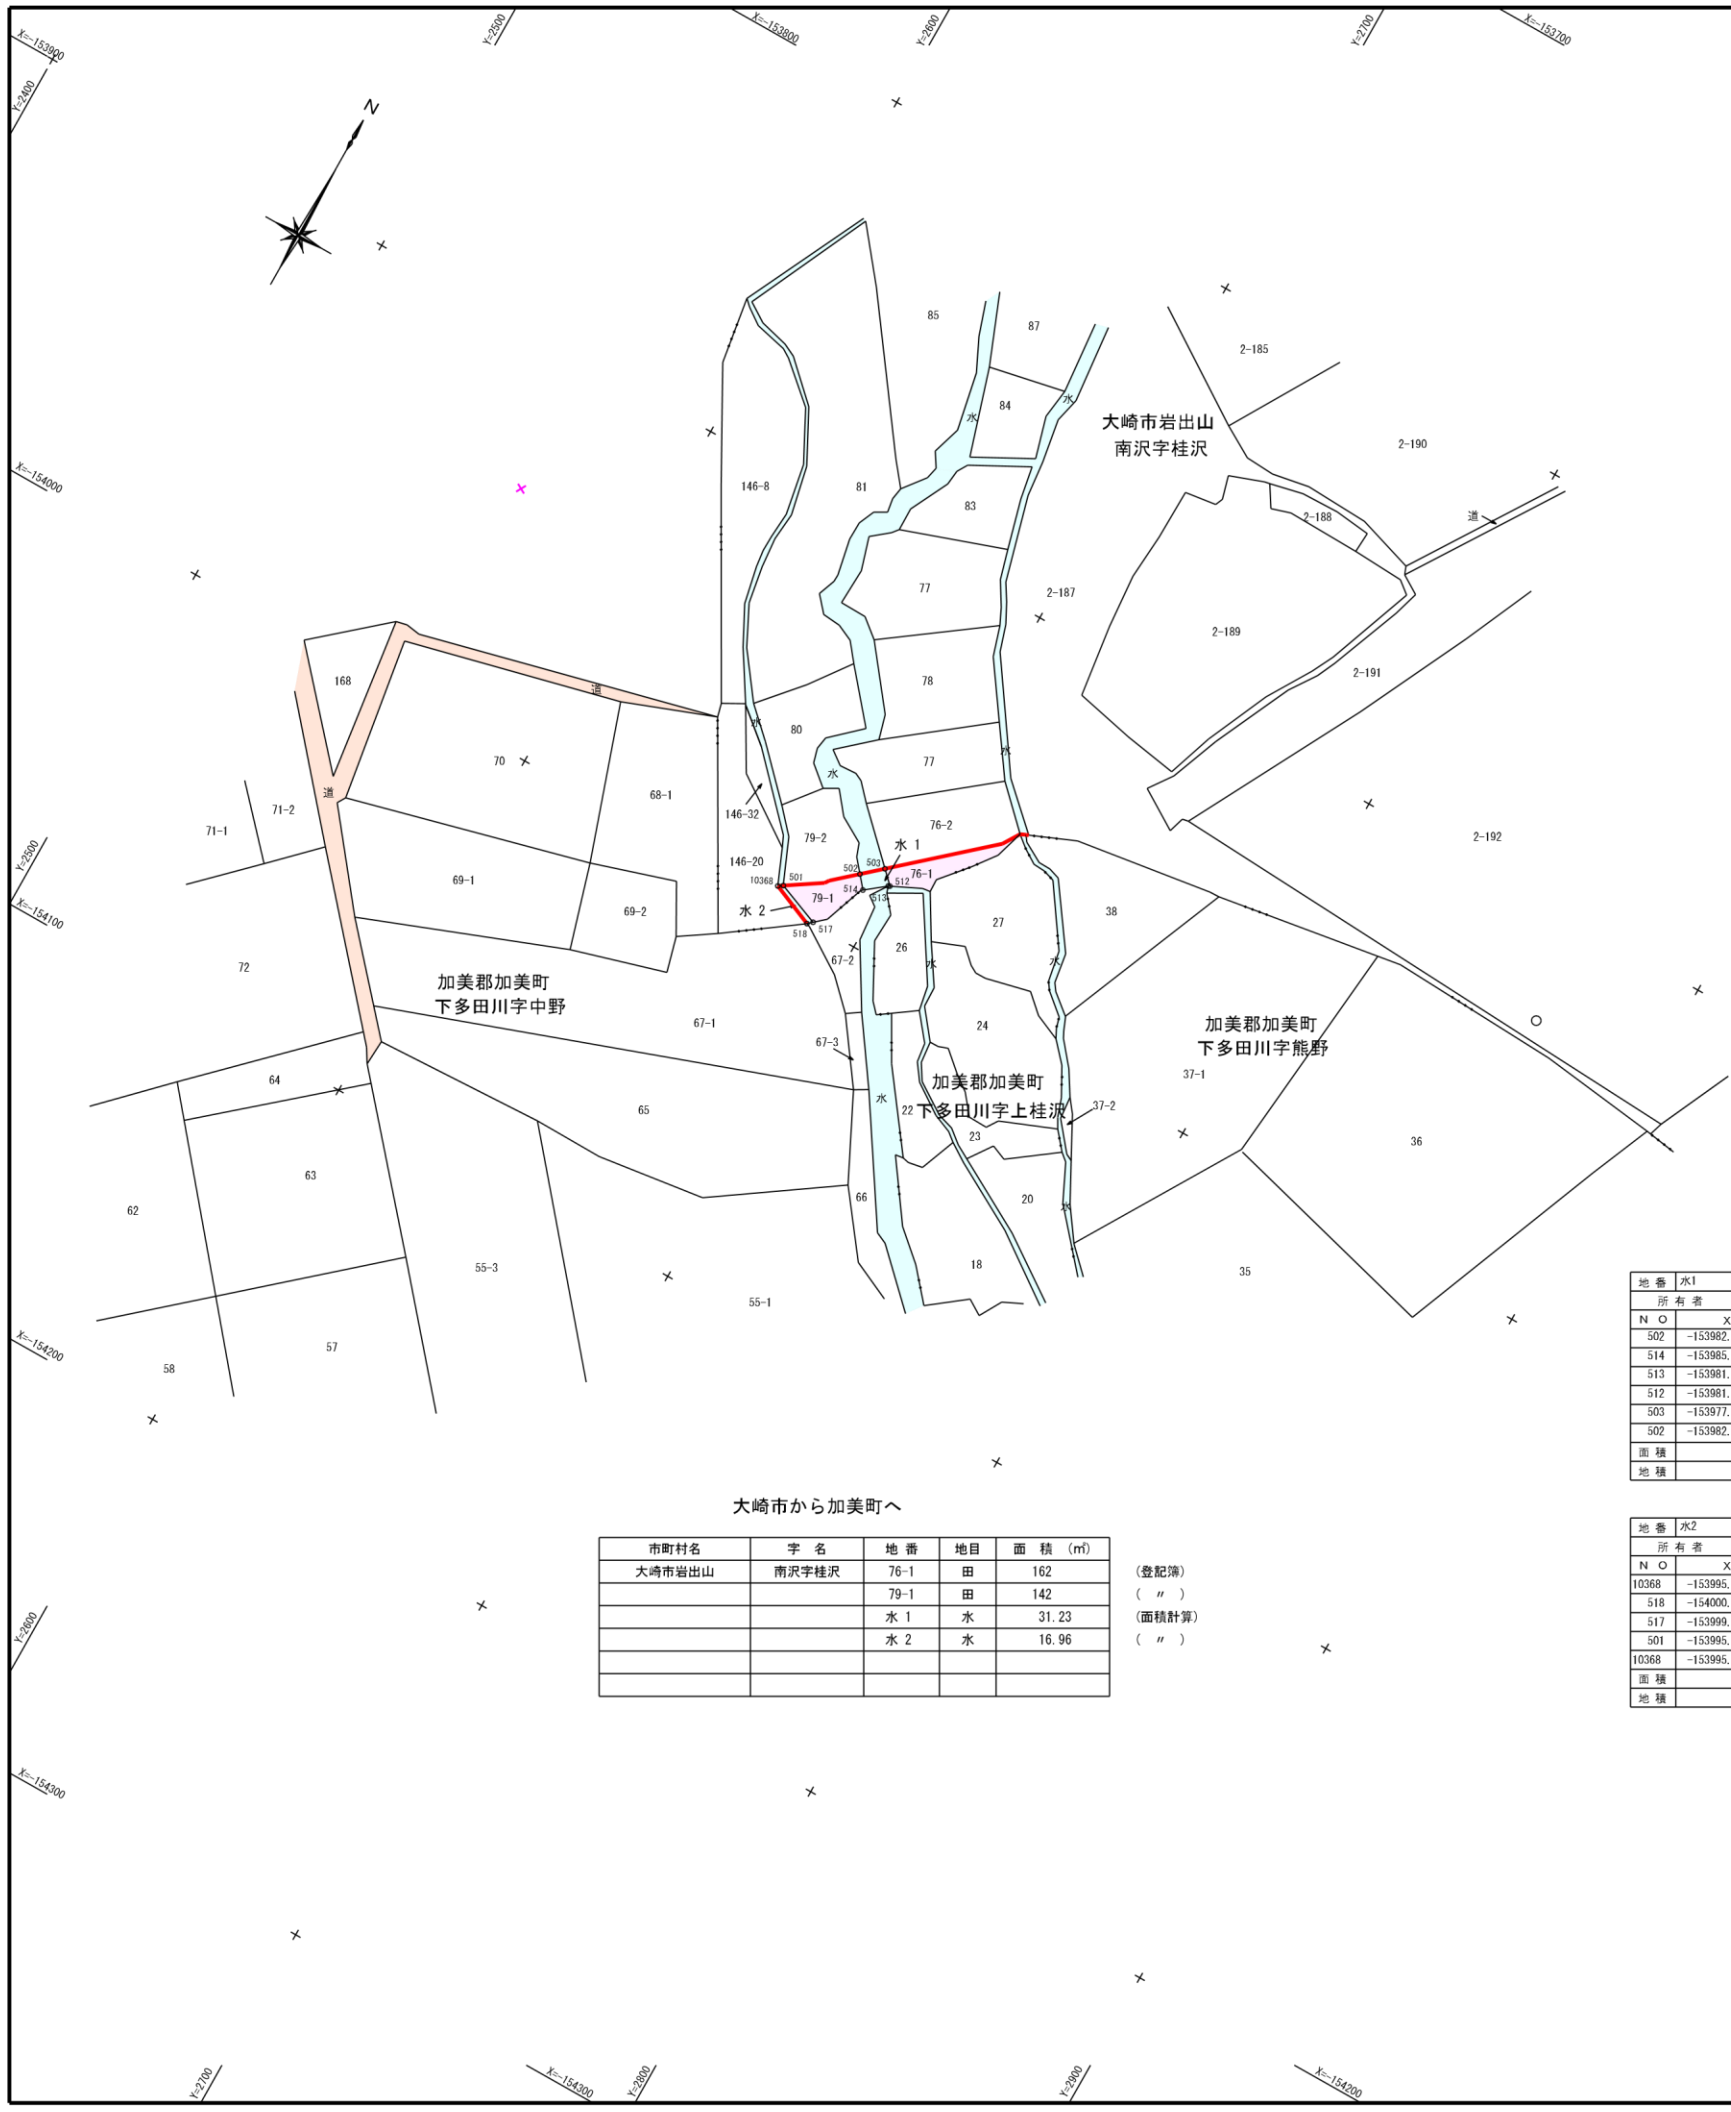 X=-153900
Y=2400
Y=2500
X=-153800
Y=2600
Y=2700
X=-153700
N
85
87
2-185
84
水
水
大崎市岩出山
南沢字桂沢
2-190
146-8
81
83
2-188
道
77
2-187
2-189
168
道
78
2-191
水
80
70
水
77
水
68-1
道
71-2
71-1
146-32
79-2
76-2
2-192
水 1
502
503
146-20
76-1
10368
501
512
514
79-1
513
69-1
水 2
69-2
518
517
38
27
26
67-2
水
水
72
加美郡加美町
下多田川字中野
67-1
24
加美郡加美町
下多田川字熊野
67-3
37-1
64
加美郡加美町
下多田川字上桂沢
65
水
22
37-2
23
36
63
62
66
20
水
18
35
55-3
55-1
57
58
X=-154000
Y=2500
X=-154100
X=-154200
Y=2600
X=-154300
地 番 水1
所 有 者
N O X
502 -153982.
514 -153985.
513 -153981.
512 -153981.
503 -153977.
502 -153982.
面 積
地 積
大崎市から加美町へ
市町村名 字 名 地 番 地目 面 積 (㎡)
大崎市岩出山 南沢字桂沢 76-1 田 162 (登記簿)
79-1 田 142 ( 〃 )
水 1 水 31.23 (面積計算)
水 2 水 16.96 ( 〃 )
地 番 水2
所 有 者
N O X
10368 -153995.
518 -154000.
517 -153999.
501 -153995.
10368 -153995.
面 積
地 積
Y=2700
X=-154300
Y=2800
Y=2900
X=-154200